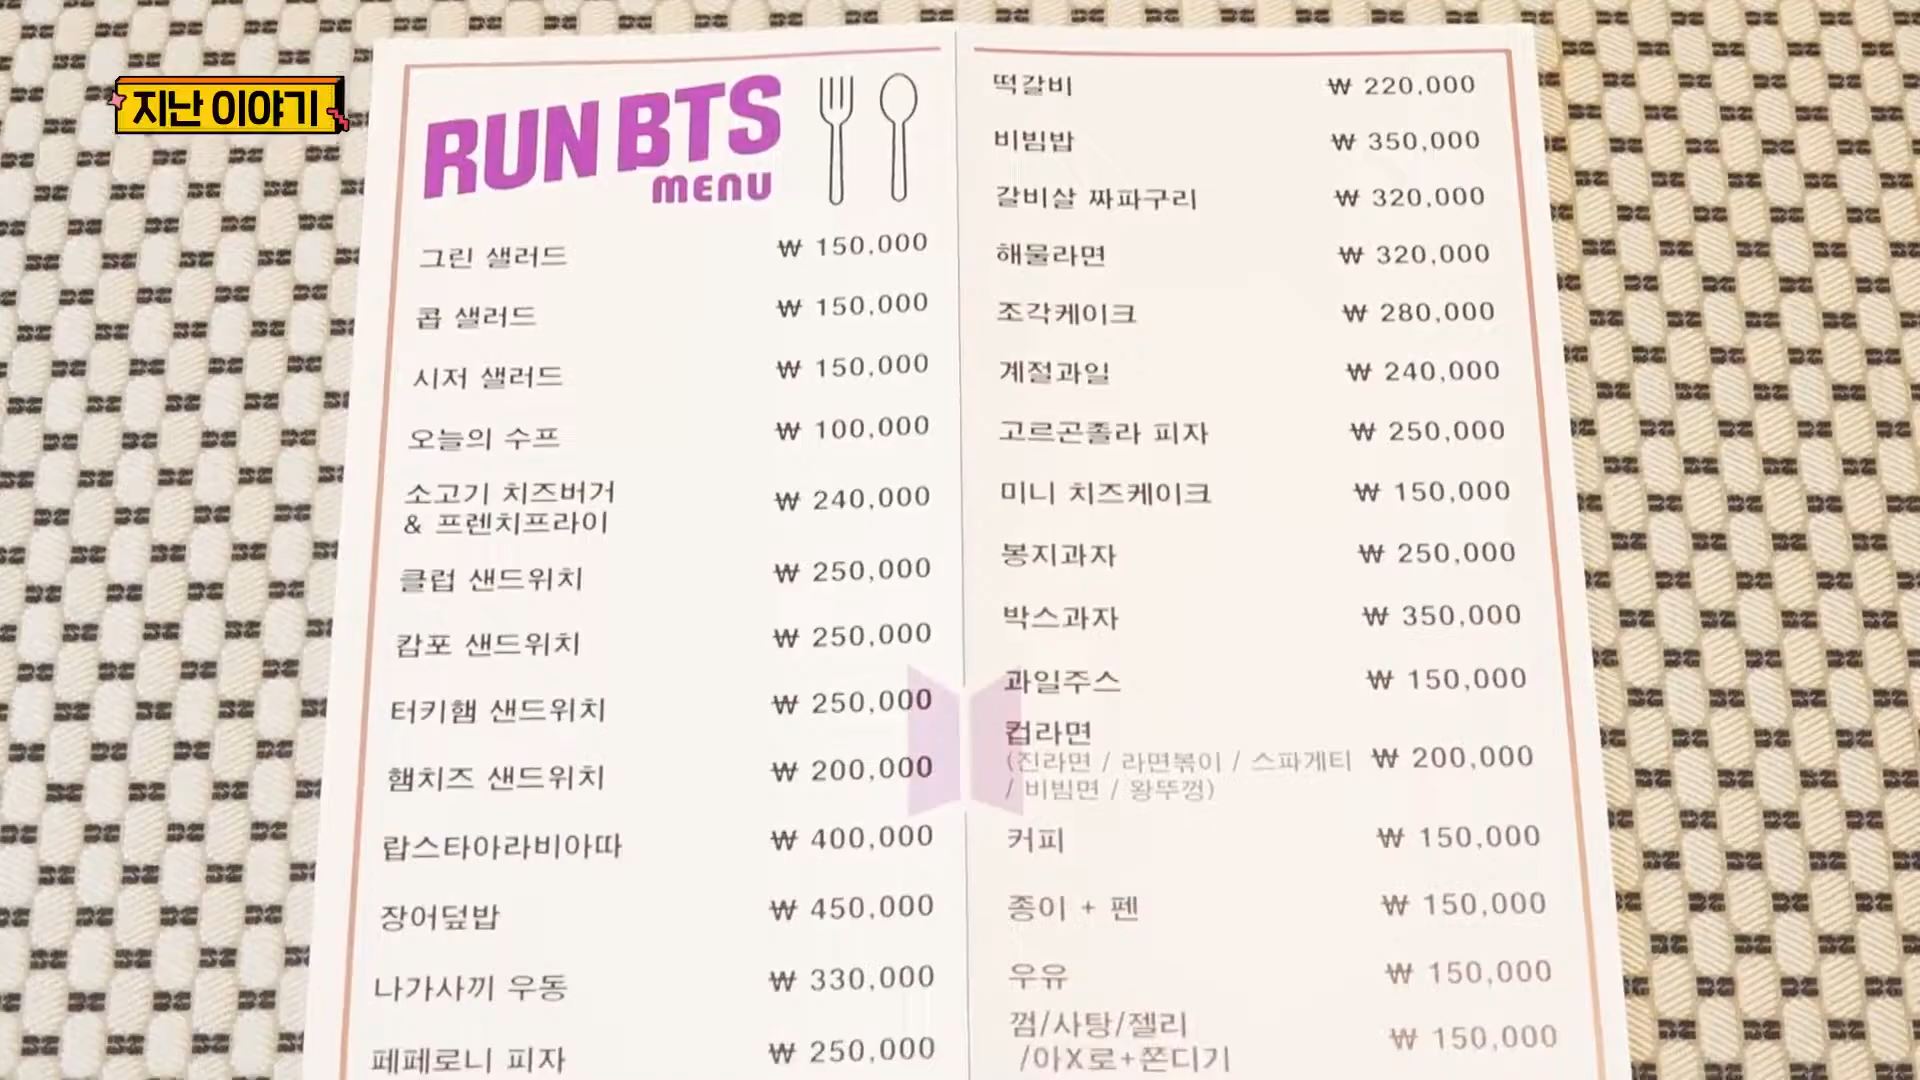 지난 이야기
RUN BTS
MENU
그린 샐러드 ₩ 150,000
콥 샐러드 ₩ 150,000
시저 샐러드 ₩ 150,000
오늘의 수프 ₩ 100,000
소고기 치즈버거
& 프렌치프라이 ₩ 240,000
클럽 샌드위치 ₩ 250,000
캄포 샌드위치 ₩ 250,000
터키햄 샌드위치 ₩ 250,000
햄치즈 샌드위치 ₩ 200,000
랍스타아라비아따 ₩ 400,000
장어덮밥 ₩ 450,000
나가사끼 우동 ₩ 330,000
페페로니 피자 ₩ 250,000
떡갈비 ₩ 220,000
비빔밥 ₩ 350,000
갈비살 짜파구리 ₩ 320,000
해물라면 ₩ 320,000
조각케이크 ₩ 280,000
계절과일 ₩ 240,000
고르곤졸라 피자 ₩ 250,000
미니 치즈케이크 ₩ 150,000
봉지과자 ₩ 250,000
박스과자 ₩ 350,000
과일주스 ₩ 150,000
컵라면
(진라면 / 라면볶이 / 스파게티 ₩ 200,000
/ 비빔면 / 왕뚜껑)
커피 ₩ 150,000
종이 + 펜 ₩ 150,000
우유 ₩ 150,000
껌/사탕/젤리
/아X로+쫀디기 ₩ 150,000